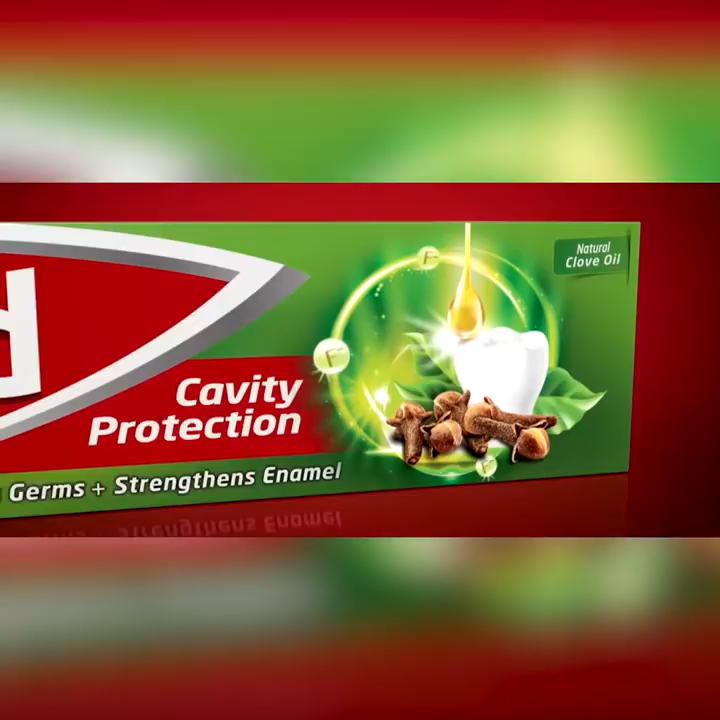 d
Natural
Clove Oil
F⁻
F⁻
F⁻
Cavity
Protection
Germs + Strengthens Enamel